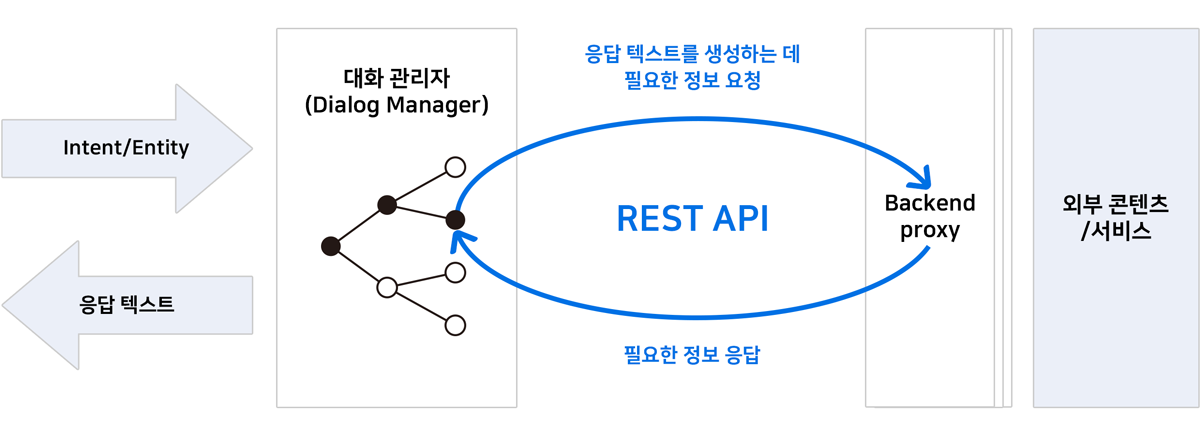 Intent/Entity
응답 텍스트
대화 관리자
(Dialog Manager)
응답 텍스트를 생성하는 데
필요한 정보 요청
REST API
필요한 정보 응답
Backend
proxy
외부 콘텐츠
/서비스